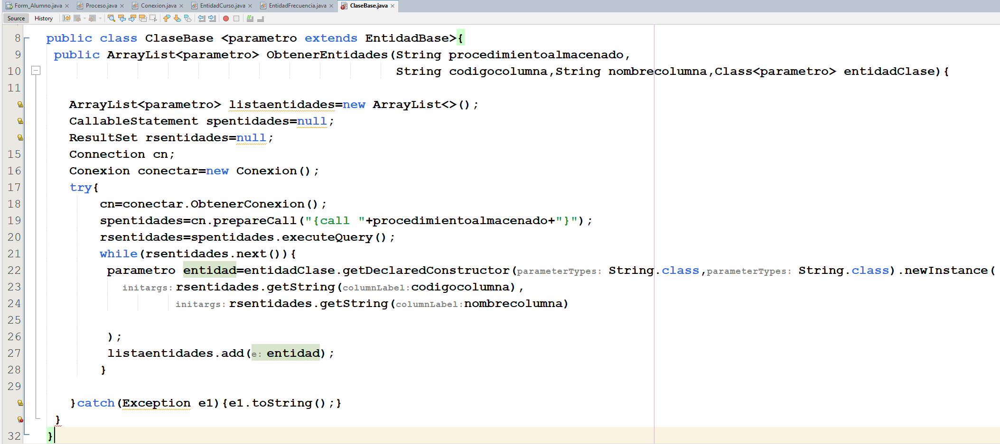 Form_Alumno.java Proceso.java Conexion.java EntidadCurso.java EntidadFrecuencia.java ClaseBase.java
Source History
8 public class ClaseBase <parametro extends EntidadBase>{
9 public ArrayList<parametro> ObtenerEntidades(String procedimientoalmacenado,
10 String codigocolumna,String nombrecolumna,Class<parametro> entidadClase){
11
ArrayList<parametro> listaentidades=new ArrayList<>();
CallableStatement spentidades=null;
ResultSet rsentidades=null;
15 Connection cn;
16 Conexion conectar=new Conexion();
17 try{
18 cn=conectar.ObtenerConexion();
19 spentidades=cn.prepareCall("{call "+procedimientoalmacenado+"}");
20 rsentidades=spentidades.executeQuery();
21 while(rsentidades.next()){
22 parametro entidad=entidadClase.getDeclaredConstructor(parameterTypes: String.class,parameterTypes: String.class).newInstance(
23 initargs: rsentidades.getString(columnLabel:codigocolumna),
24 initargs: rsentidades.getString(columnLabel:nombrecolumna)
25
26 );
27 listaentidades.add(e: entidad);
28 }
29
}catch(Exception e1){e1.toString();}
}
32 }